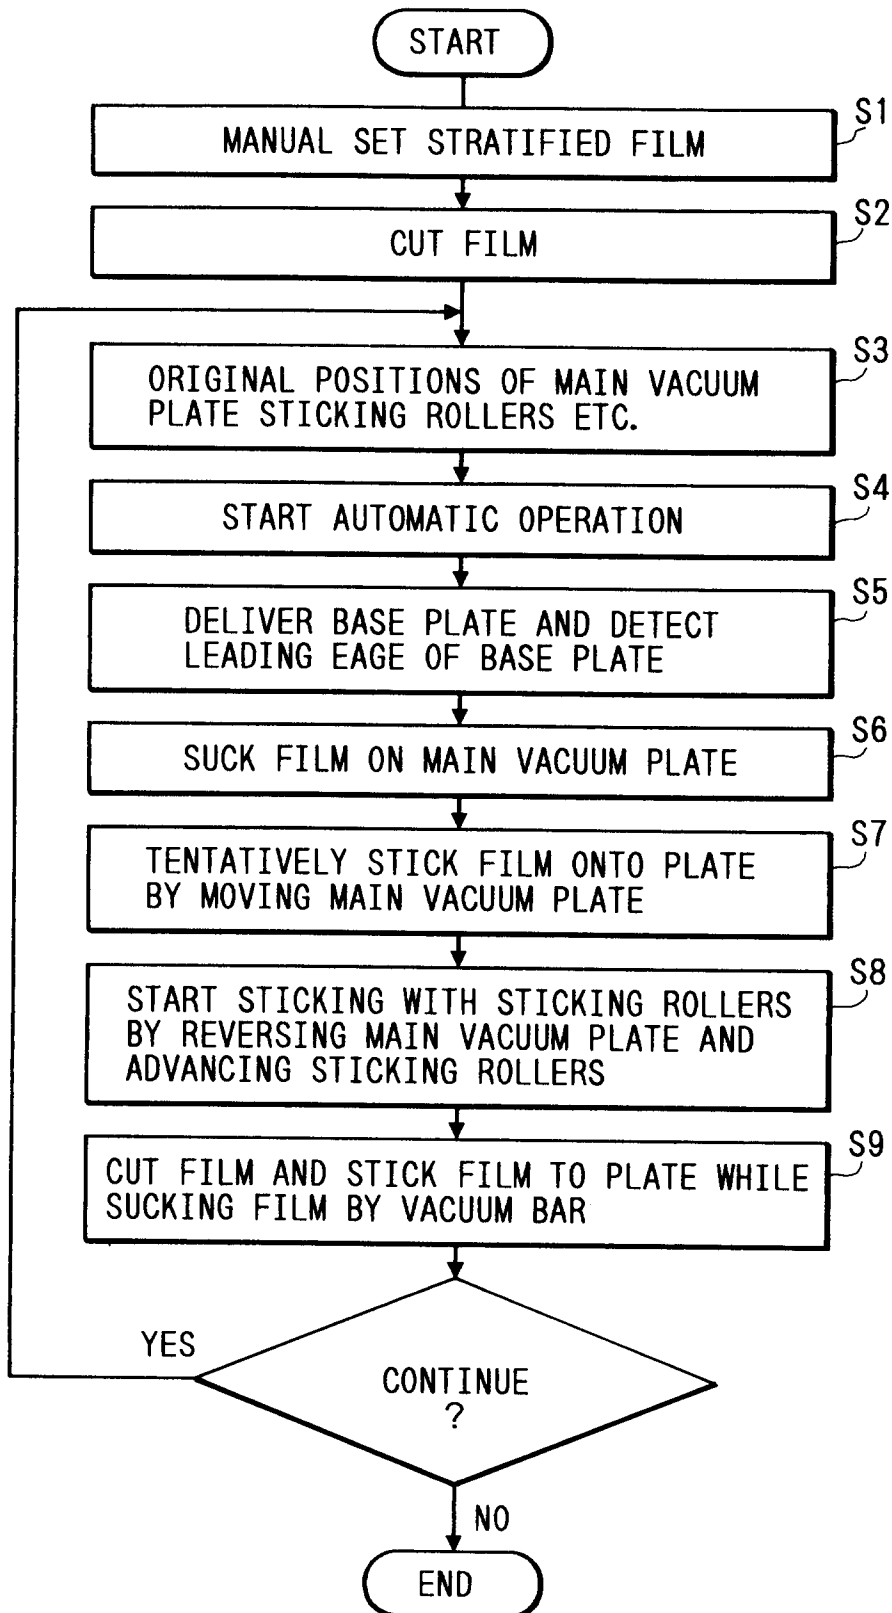 START
S1
MANUAL SET STRATIFIED FILM
S2
CUT FILM
S3
ORIGINAL POSITIONS OF MAIN VACUUM
PLATE STICKING ROLLERS ETC.
S4
START AUTOMATIC OPERATION
S5
DELIVER BASE PLATE AND DETECT
LEADING EAGE OF BASE PLATE
S6
SUCK FILM ON MAIN VACUUM PLATE
S7
TENTATIVELY STICK FILM ONTO PLATE
BY MOVING MAIN VACUUM PLATE
S8
START STICKING WITH STICKING ROLLERS
BY REVERSING MAIN VACUUM PLATE AND
ADVANCING STICKING ROLLERS
S9
CUT FILM AND STICK FILM TO PLATE WHILE
SUCKING FILM BY VACUUM BAR
YES
CONTINUE
?
NO
END